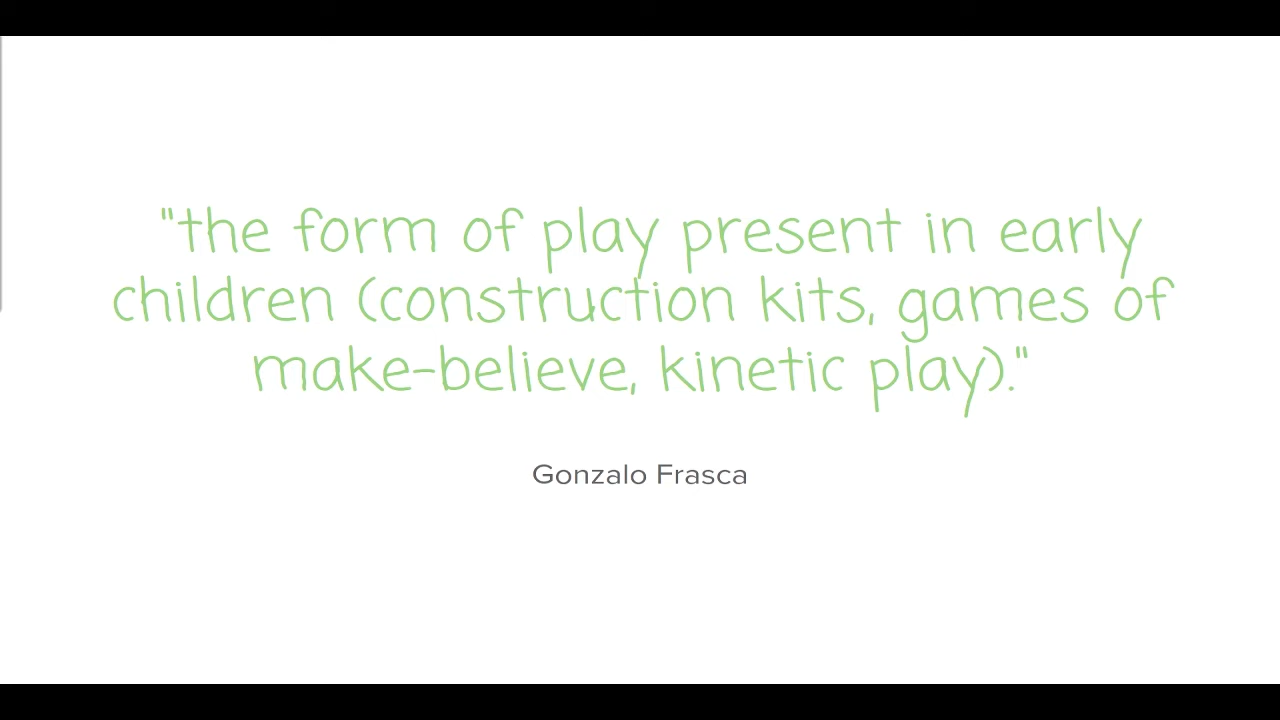 "the form of play present in early
children (construction kits, games of
make-believe, kinetic play)."
Gonzalo Frasca